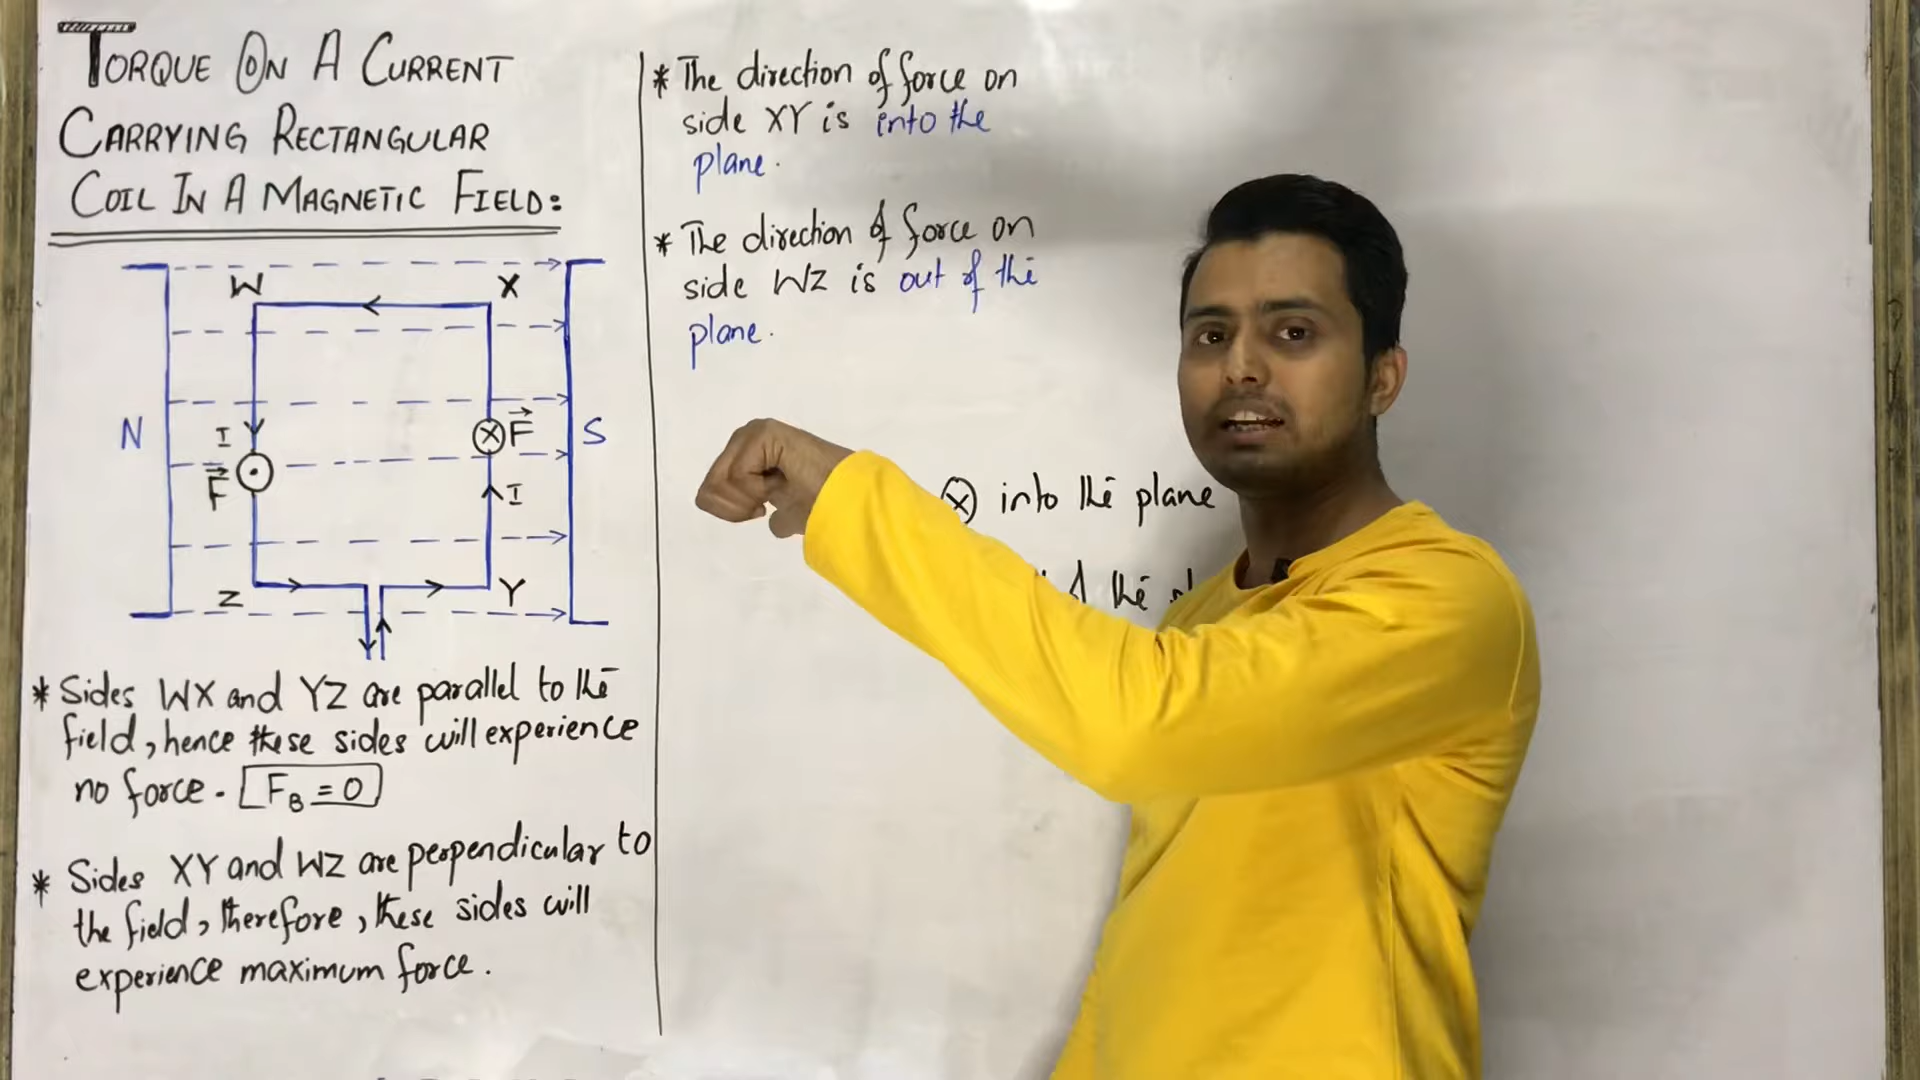 TORQUE ON A CURRENT
CARRYING RECTANGULAR
COIL IN A MAGNETIC FIELD:
W
X
N
I
F
F
S
I
Z
Y
* Sides WX and YZ are parallel to the
field, hence these sides will experience
no force. F_B = 0
* Sides XY and WZ are perpendicular to
the field, therefore, these sides will
experience maximum force.
* The direction of force on
side XY is into the
plane.
* The direction of force on
side WZ is out of the
plane.
ⓧ into the plane
the